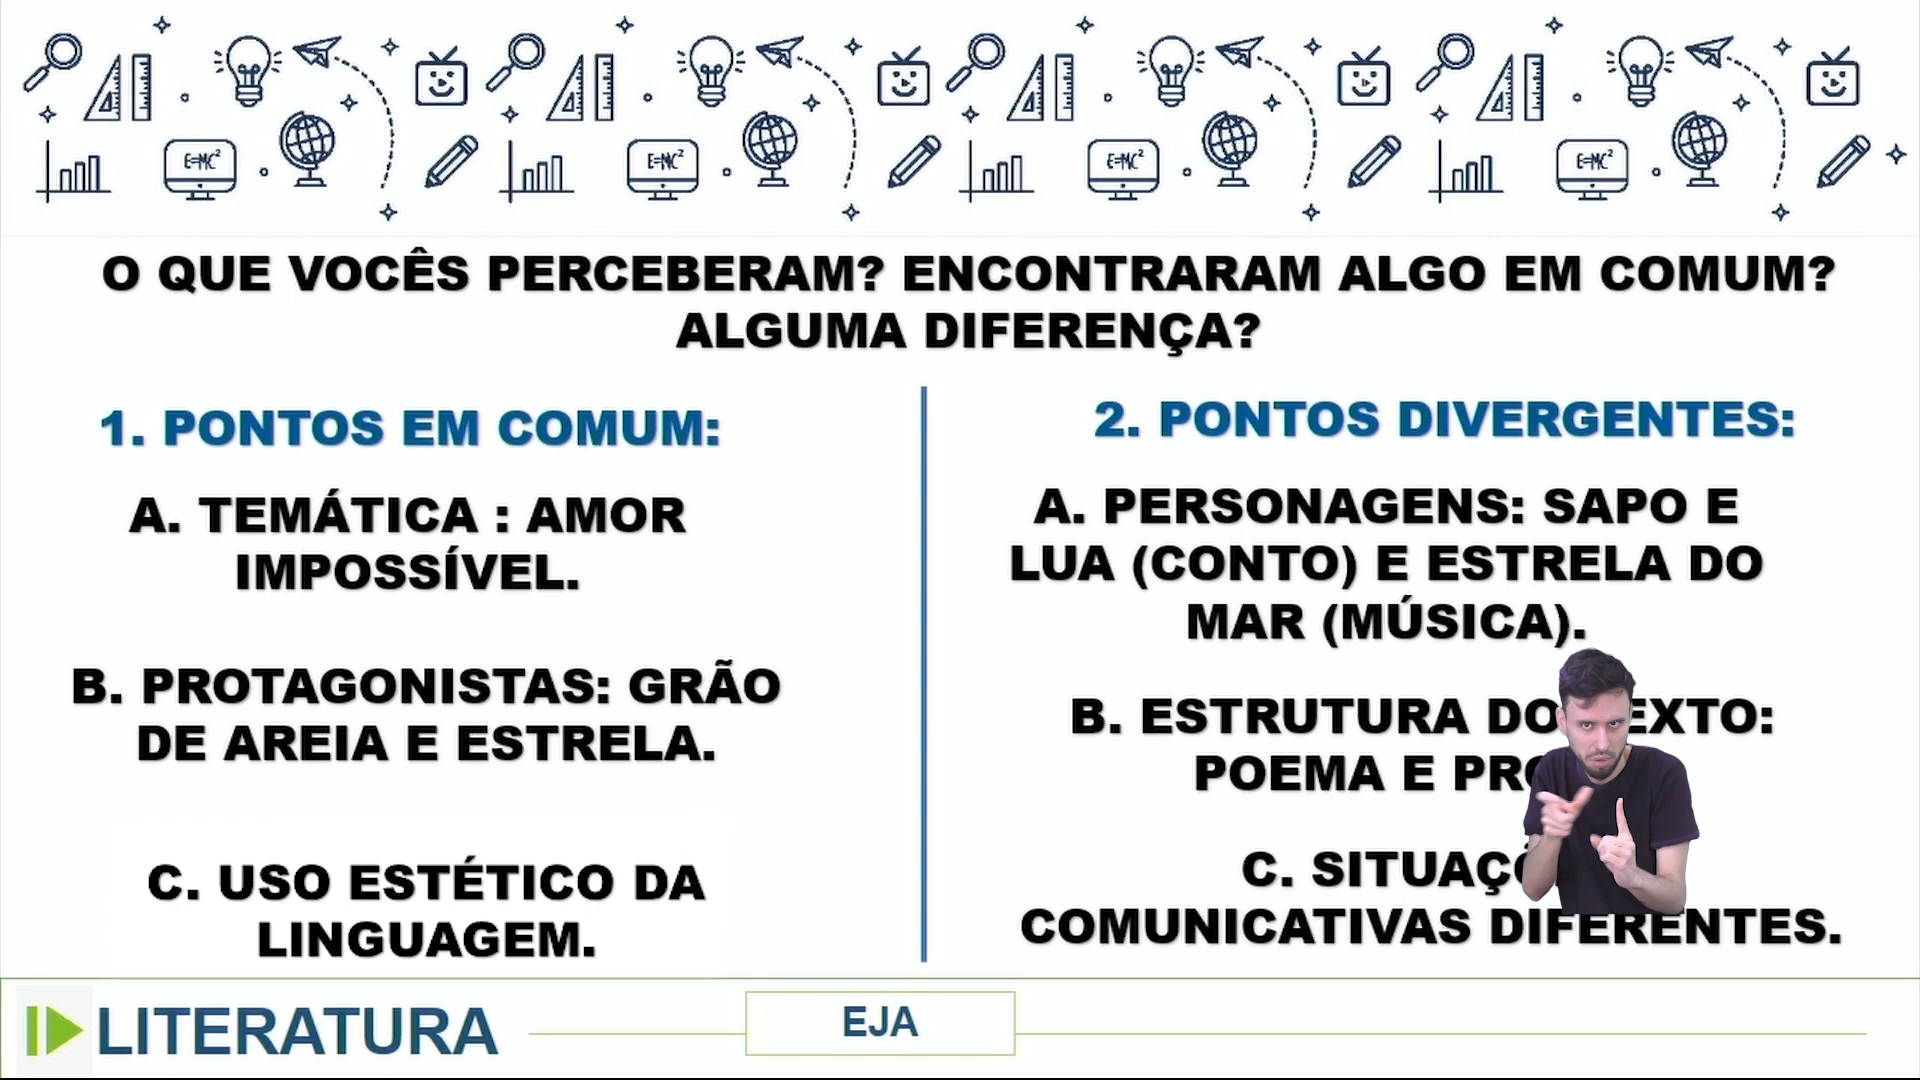 E=MC²
E=MC²
E=MC²
E=MC²
O QUE VOCÊS PERCEBERAM? ENCONTRARAM ALGO EM COMUM?
ALGUMA DIFERENÇA?
1. PONTOS EM COMUM:
A. TEMÁTICA : AMOR
IMPOSSÍVEL.
B. PROTAGONISTAS: GRÃO
DE AREIA E ESTRELA.
C. USO ESTÉTICO DA
LINGUAGEM.
2. PONTOS DIVERGENTES:
A. PERSONAGENS: SAPO E
LUA (CONTO) E ESTRELA DO
MAR (MÚSICA).
B. ESTRUTURA DO
POEMA E
C.
COMUNICATIVAS DIFERENTES.
LITERATURA
EJA